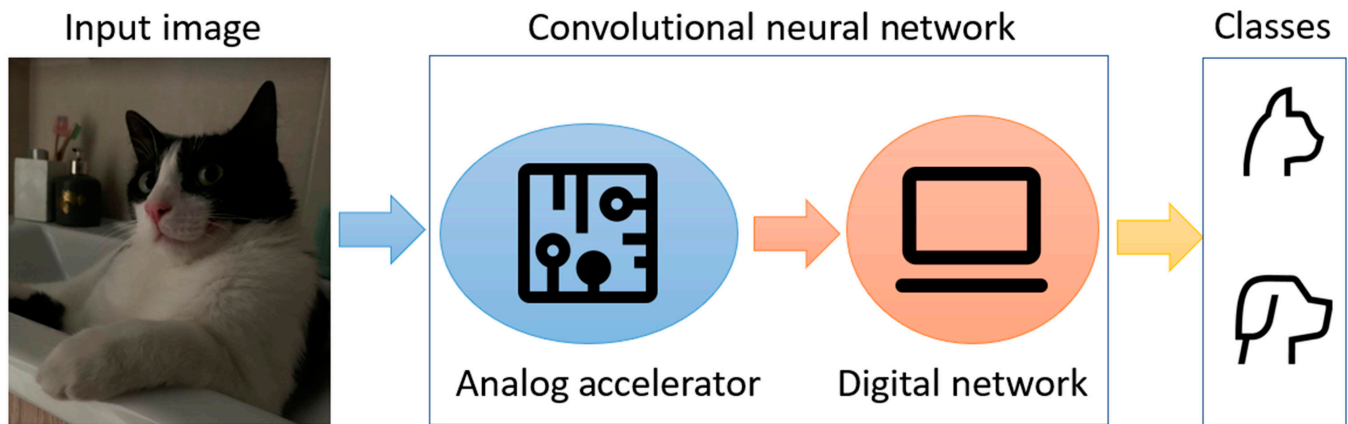 Input image
Convolutional neural network
Classes
Analog accelerator
Digital network